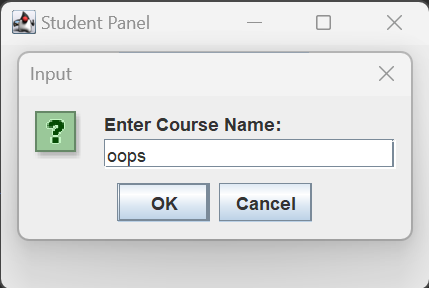 Student Panel
Input
?
Enter Course Name:
oops
OK
Cancel